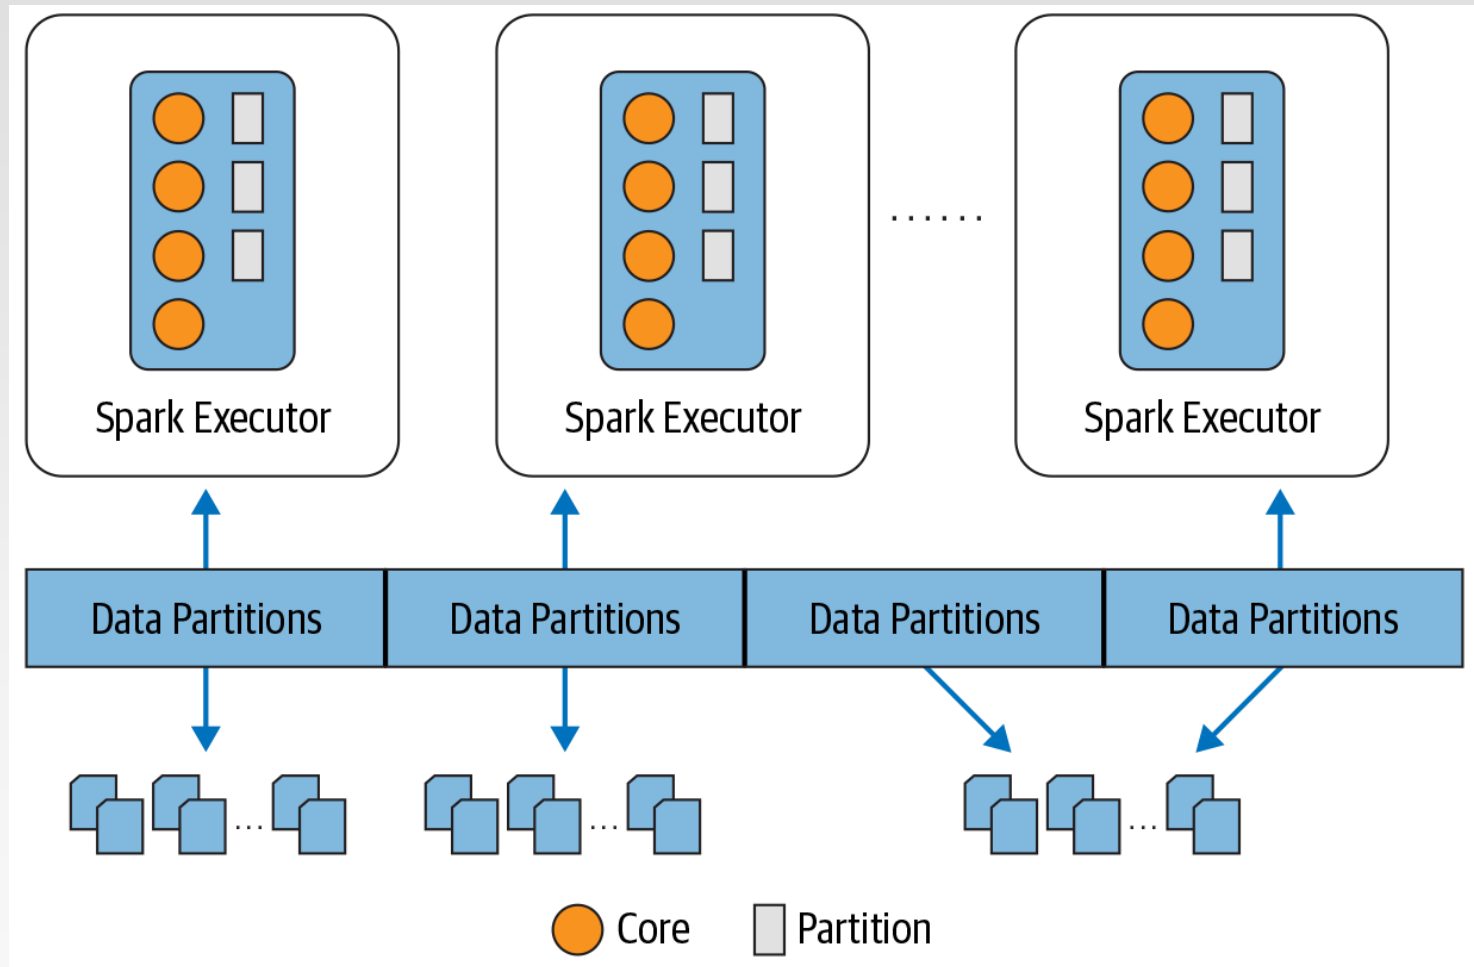 Spark Executor
Spark Executor
......
Spark Executor
Data Partitions
Data Partitions
Data Partitions
Data Partitions
...
...
...
Core
Partition